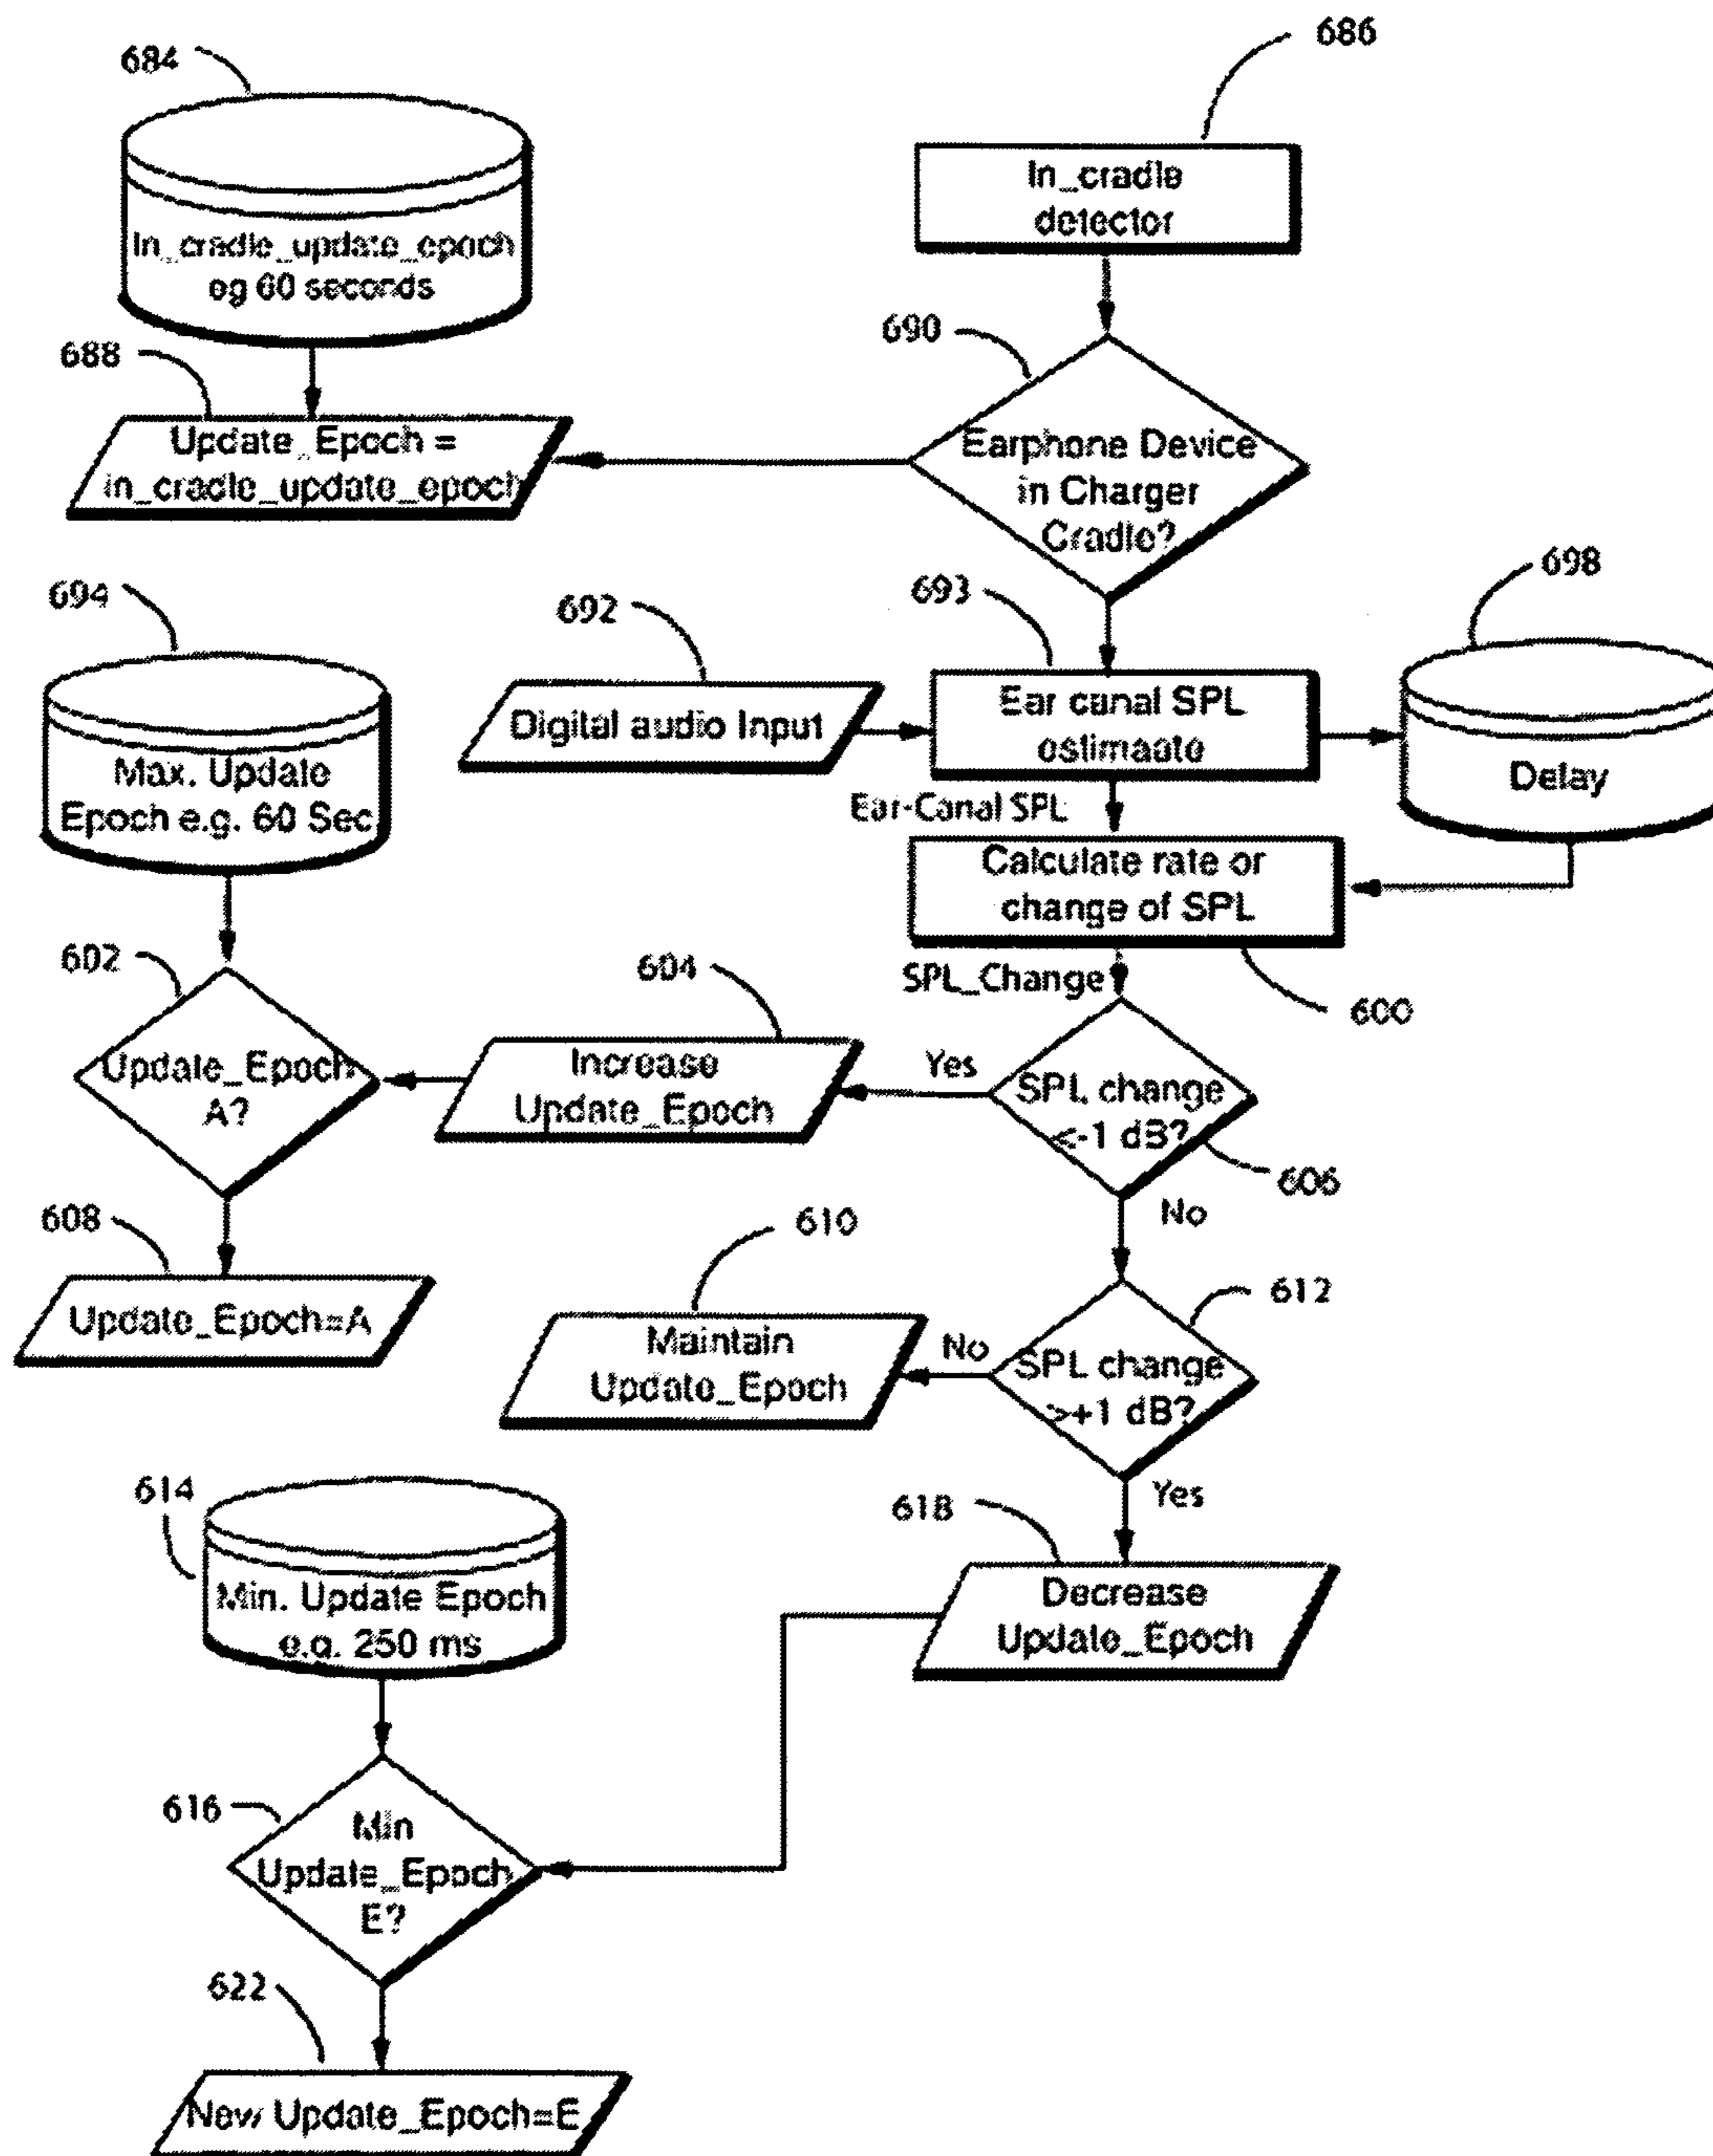 684
686
In_cradle_update_epoch
eg 60 seconds
In_cradle
detector
688
690
Update_Epoch =
in_cradle_update_epoch
Earphone Device
in Charger
Cradle?
694
692
693
698
Max. Update
Epoch e.g. 60 Sec
Digital audio Input
Ear canal SPL
estimaate
Delay
Ear-Canal SPL
Calculate rate or
change of SPL
602
604
SPL_Change
600
Update_Epoch
A?
Increase
Update_Epoch
Yes
SPL change
<-1 dB?
606
No
608
610
612
Update_Epoch=A
Maintain
Update_Epoch
No
SPL change
>+1 dB?
614
618
Yes
Min. Update Epoch
e.g. 250 ms
Decrease
Update_Epoch
616
Min
Update_Epoch
E?
622
New Update_Epoch=E